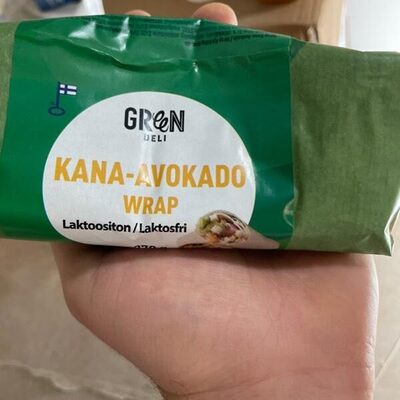 GREEN
DELI
KANA-AVOKADO
WRAP
Laktoositon/Laktosfri